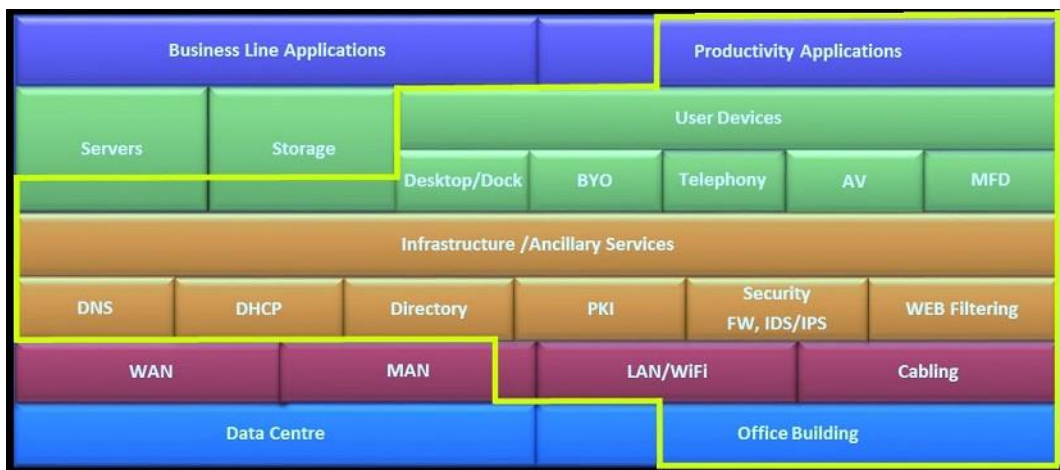 Business Line Applications
Productivity Applications
User Devices
Servers
Storage
Desktop/Dock
BYO
Telephony
AV
MFD
Infrastructure /Ancillary Services
DNS
DHCP
Directory
PKI
Security
FW, IDS/IPS
WEB Filtering
WAN
MAN
LAN/WiFi
Cabling
Data Centre
Office Building